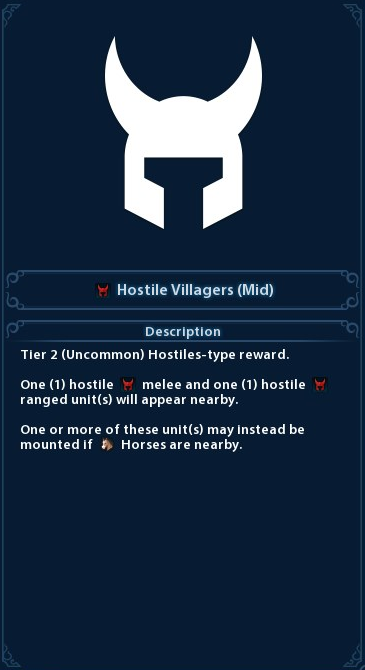 Hostile Villagers (Mid)
Description
Tier 2 (Uncommon) Hostiles-type reward.
One (1) hostile melee and one (1) hostile
ranged unit(s) will appear nearby.
One or more of these unit(s) may instead be
mounted if Horses are nearby.